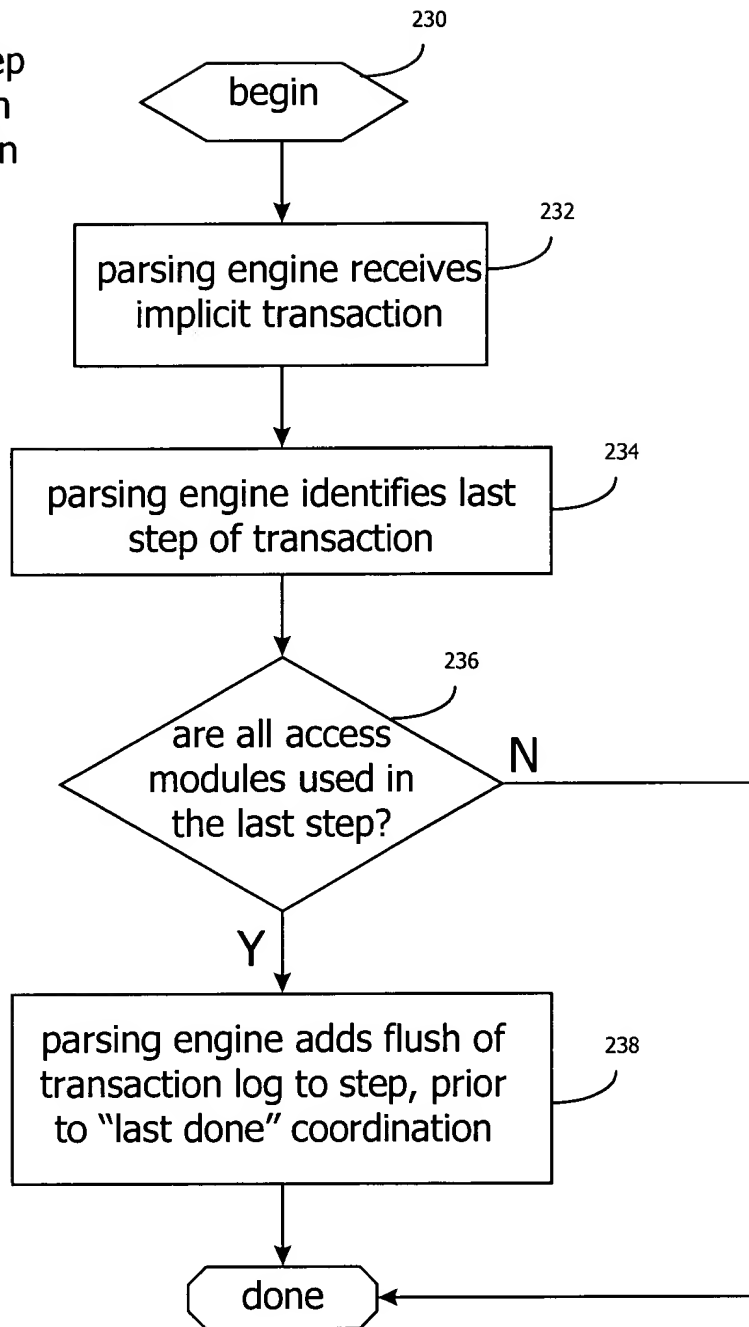 230
begin
232
parsing engine receives
implicit transaction
234
parsing engine identifies last
step of transaction
236
are all access
modules used in
the last step?
N
Y
parsing engine adds flush of
transaction log to step, prior
to “last done” coordination
238
done